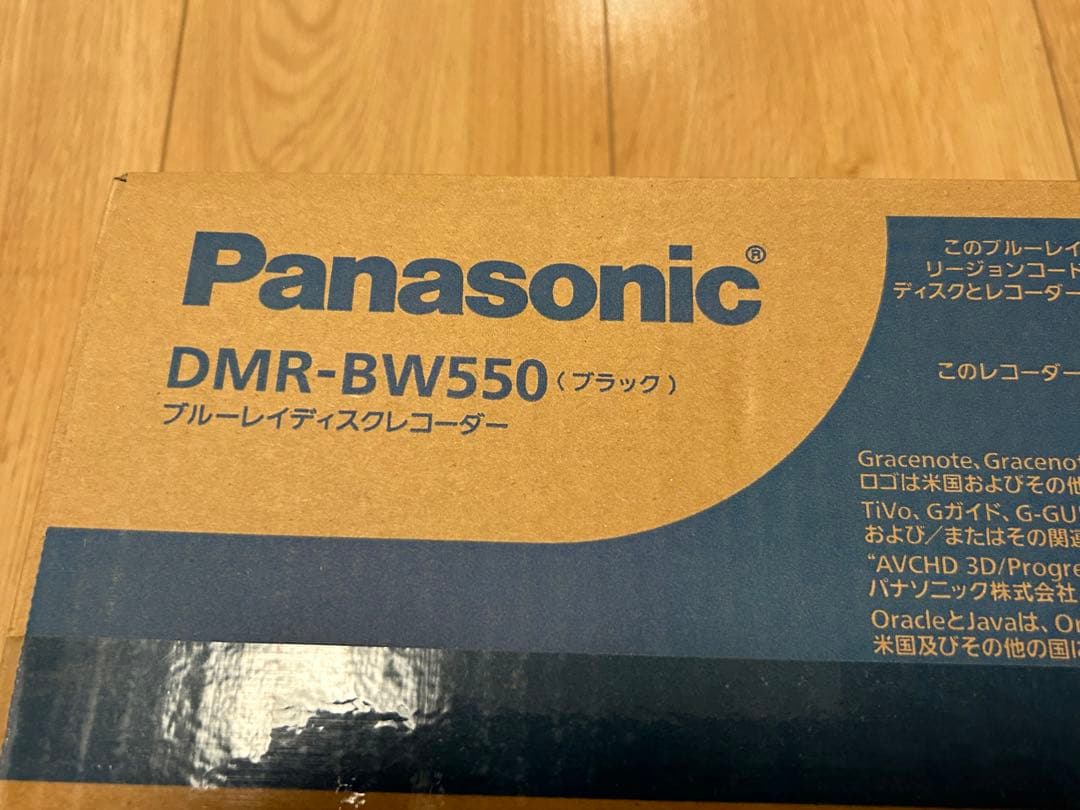 Panasonic®
DMR-BW550(ブラック)
ブルーレイディスクレコーダー
このブルーレイ
リージョンコード
ディスクとレコーダー
このレコーダー
Gracenote、Gracenot
ロゴは米国およびその他
TiVo、Gガイド、G-GU
および/またはその関連
"AVCHD 3D/Progre
パナソニック株式会社
OracleとJavaは、Or
米国及びその他の国に